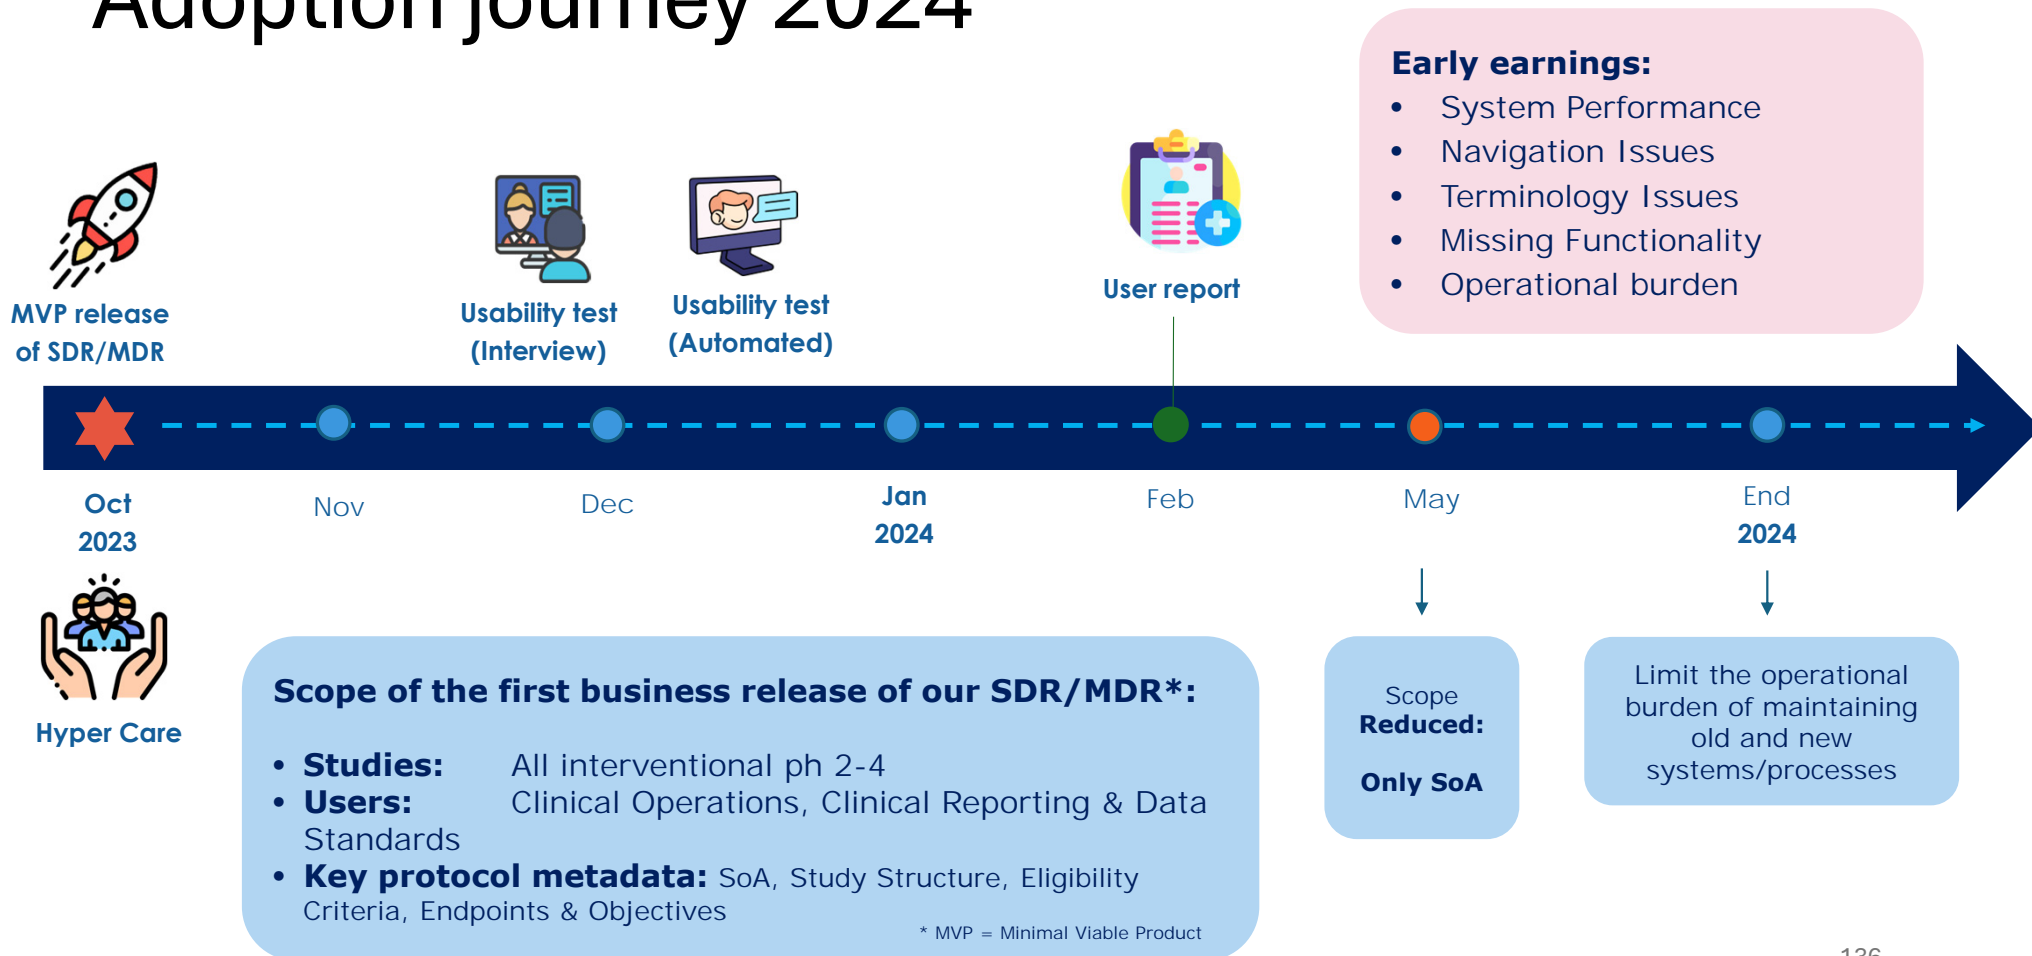 Adoption journey 2024
Early earnings:
• System Performance
• Navigation Issues
• Terminology Issues
• Missing Functionality
• Operational burden
MVP release
of SDR/MDR
Usability test
(Interview)
Usability test
(Automated)
User report
Oct
2023
Nov
Dec
Jan
2024
Feb
May
End
2024
Hyper Care
Scope of the first business release of our SDR/MDR*:
• Studies: All interventional ph 2-4
• Users: Clinical Operations, Clinical Reporting & Data
Standards
• Key protocol metadata: SoA, Study Structure, Eligibility
Criteria, Endpoints & Objectives
* MVP = Minimal Viable Product
Scope
Reduced:
Only SoA
Limit the operational
burden of maintaining
old and new
systems/processes
136